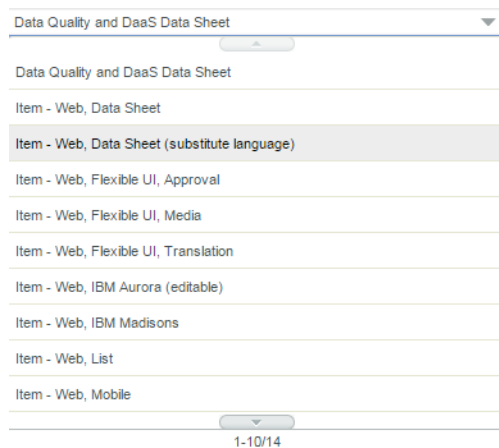 Data Quality and DaaS Data Sheet
Data Quality and DaaS Data Sheet
Item - Web, Data Sheet
Item - Web, Data Sheet (substitute language)
Item - Web, Flexible UI, Approval
Item - Web, Flexible UI, Media
Item - Web, Flexible UI, Translation
Item - Web, IBM Aurora (editable)
Item - Web, IBM Madisons
Item - Web, List
Item - Web, Mobile
1-10/14